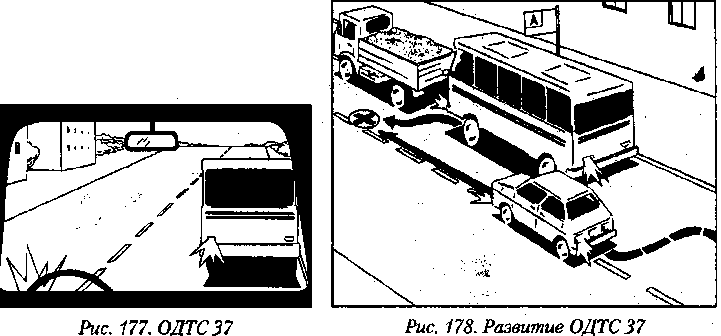 А
Рис. 177. ОДТС 37
Рис. 178. Развитие ОДТС 37